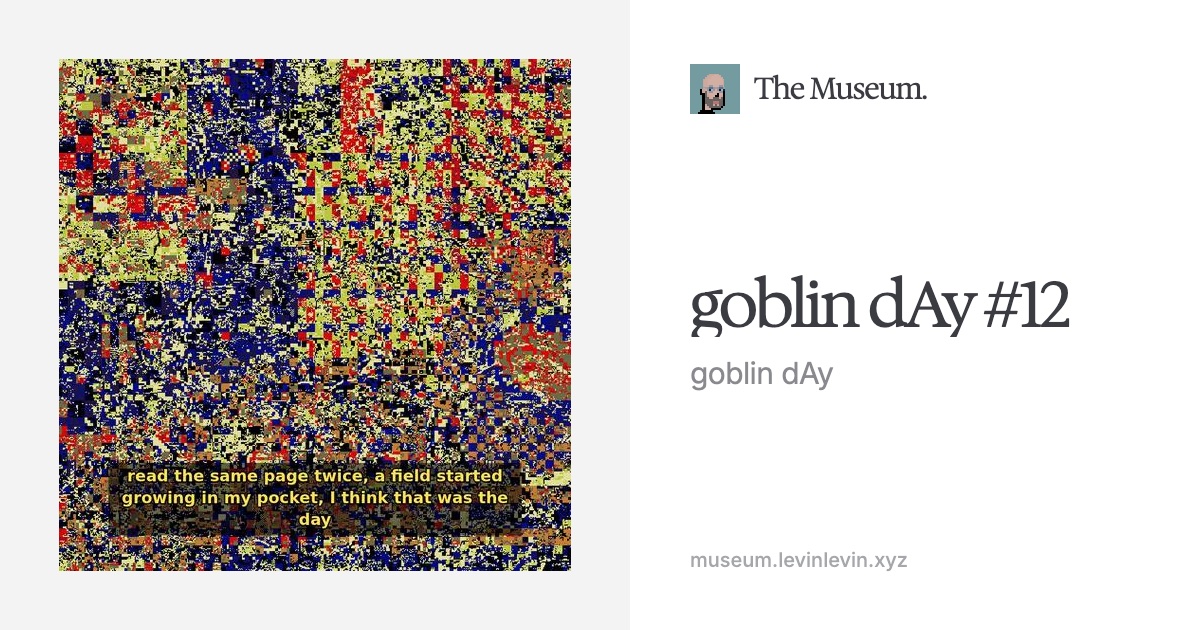 read the same page twice, a field started
growing in my pocket, I think that was the
day
The Museum.
goblin dAy #12
goblin dAy
museum.levinlevin.xyz